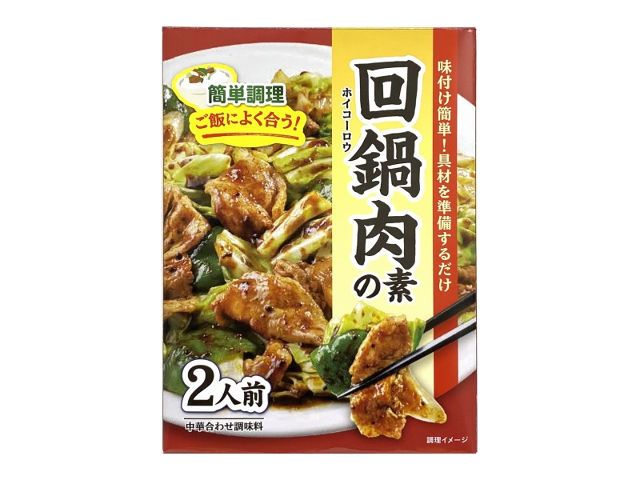 簡単調理
ご飯によく合う!
回鍋肉の素
ホイコーロウ
味付け簡単!具材を準備するだけ
2人前
中華合わせ調味料
調理イメージ